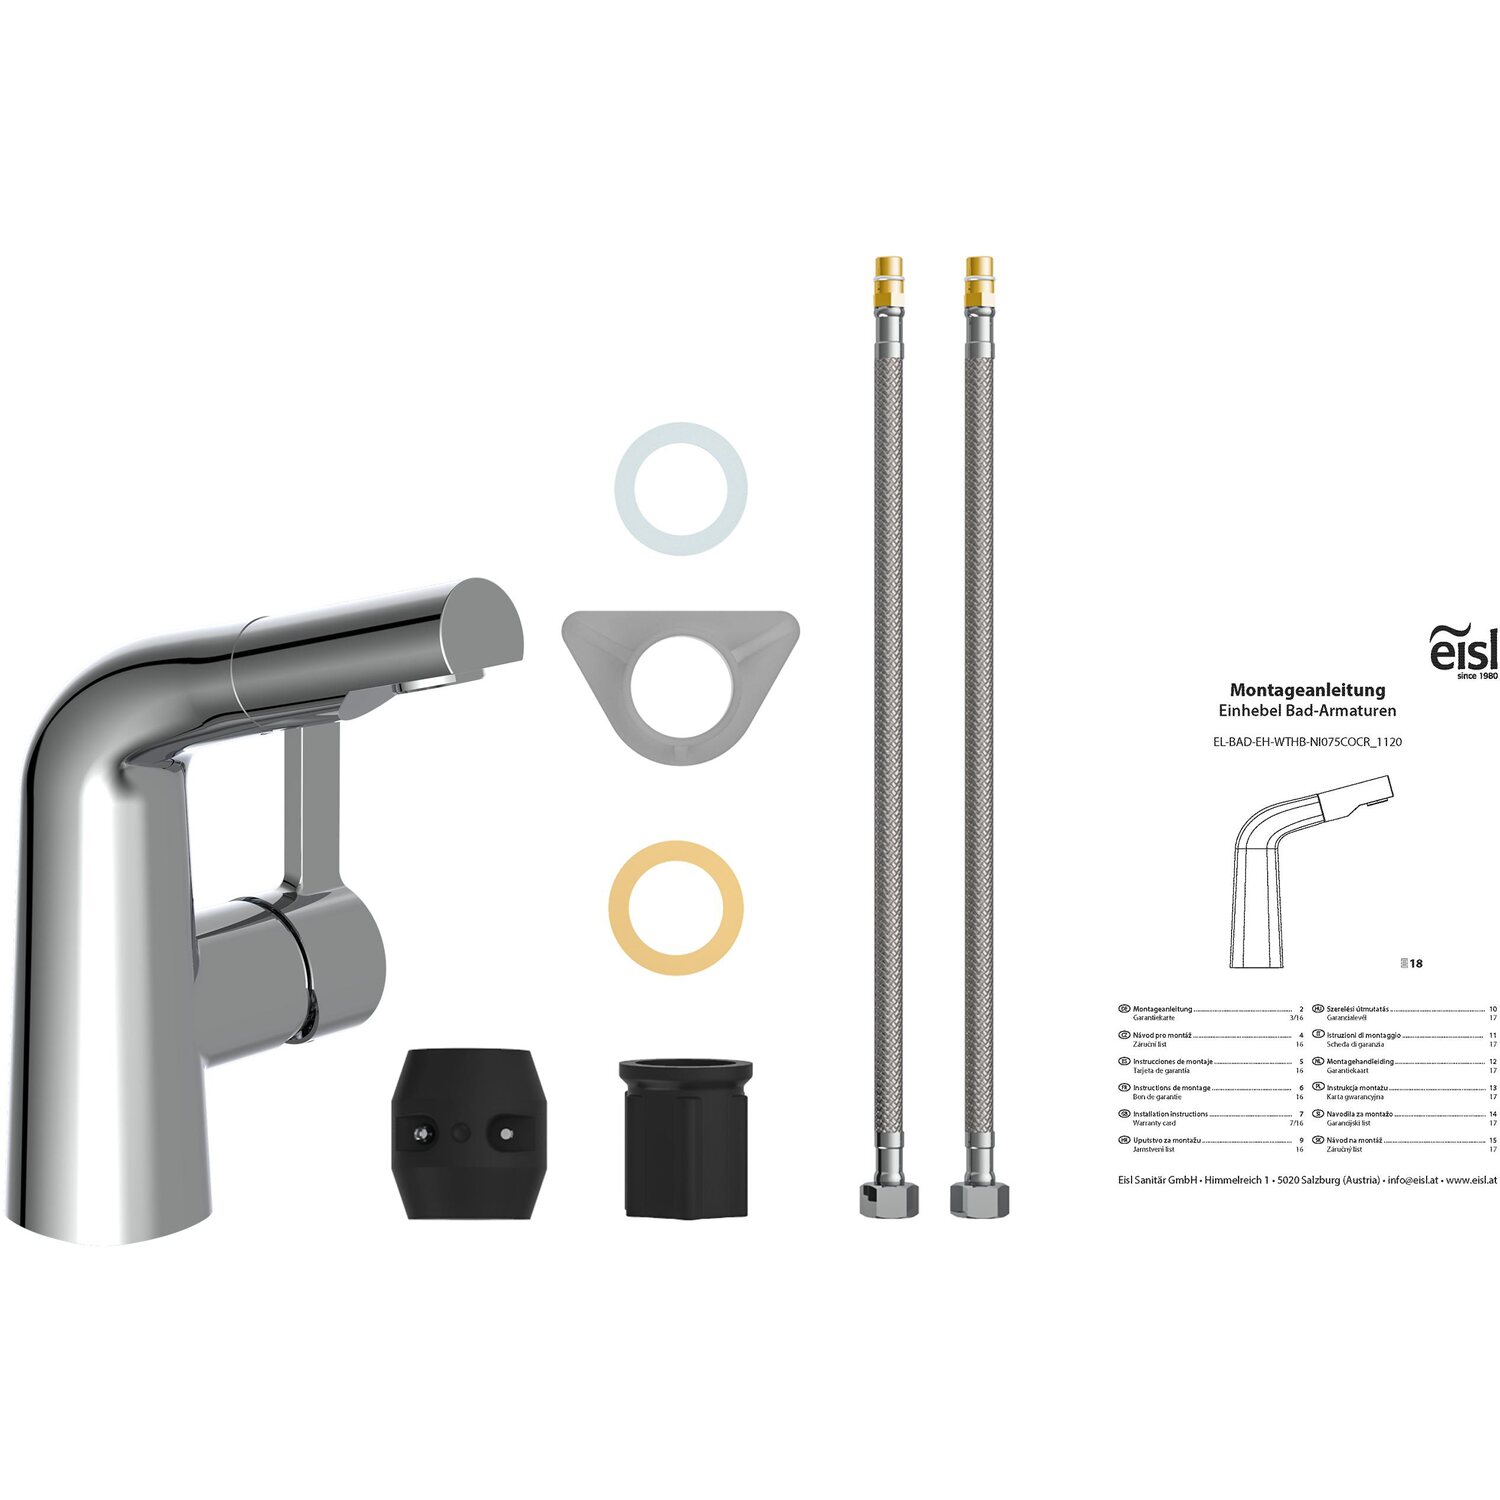 eisl
since 1980
Montageanleitung
Einhebel Bad-Armaturen
EL-BAD-EH-WTHB-NI075COCR_1120
18
DE Montageanleitung 2
Garantiekarte 3/16
CZ Návod pro montáž 4
Záruční list 16
ES Instrucciones de montaje 5
Tarjeta de garantía 16
FR Instructions de montage 6
Bon de garantie 16
GB Installation instructions 7
Warranty card 7/16
HR Uputstvo za montažu 9
Jamstveni list 16
HU Szerelési útmutatás 10
Garancialevél 17
IT Istruzioni di montaggio 11
Scheda di garanzia 17
NL Montagehandleiding 12
Garantiekaart 17
PL Instrukcja montażu 13
Karta gwarancyjna 17
Navodila za montažo 14
Garancijski list 17
SK Návod na montáž 15
Záručný list 17
Eisl Sanitär GmbH • Himmelreich 1 • 5020 Salzburg (Austria) • info@eisl.at • www.eisl.at